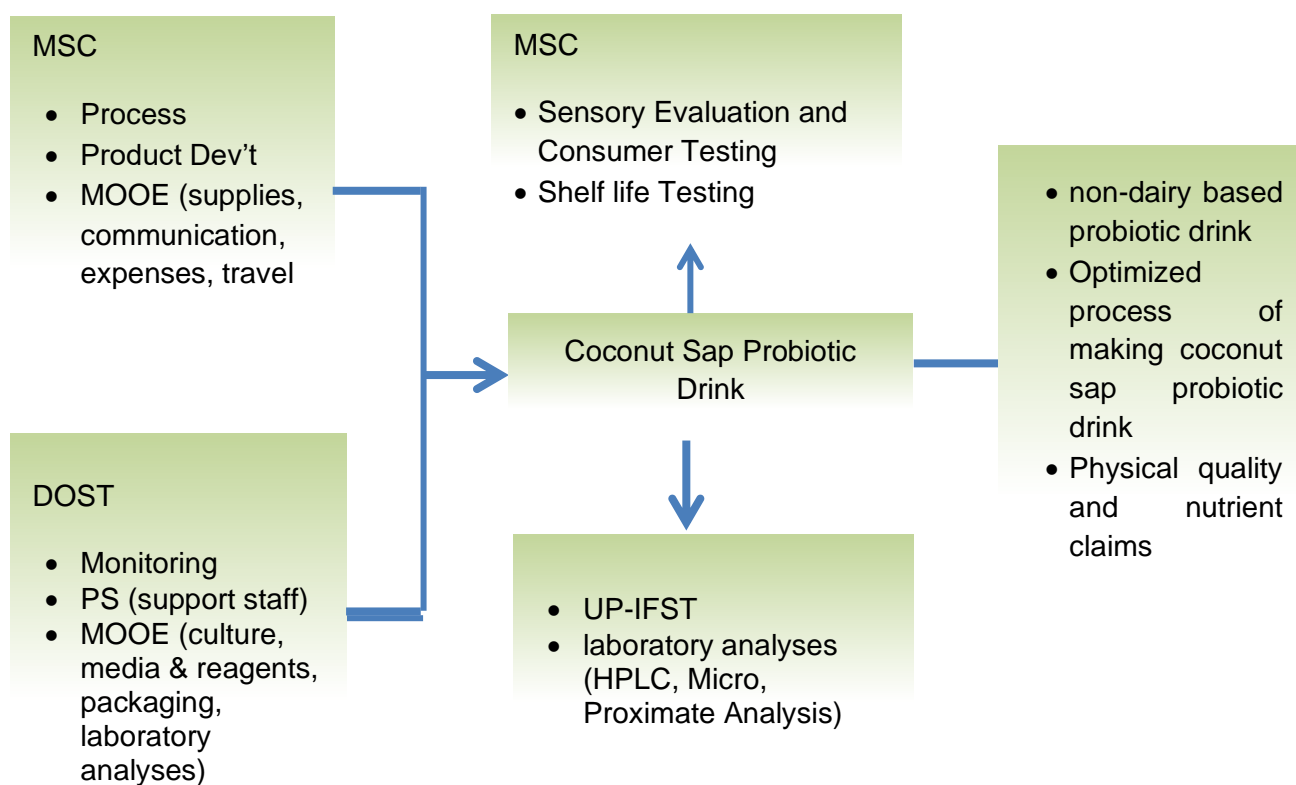 MSC
• Process
• Product Dev’t
• MOOE (supplies,
communication,
expenses, travel
DOST
• Monitoring
• PS (support staff)
• MOOE (culture,
media & reagents,
packaging,
laboratory
analyses)
MSC
• Sensory Evaluation and
Consumer Testing
• Shelf life Testing
Coconut Sap Probiotic
Drink
• UP-IFST
• laboratory analyses
(HPLC, Micro,
Proximate Analysis)
• non-dairy based
probiotic drink
• Optimized
process of
making coconut
sap probiotic
drink
• Physical quality
and nutrient
claims